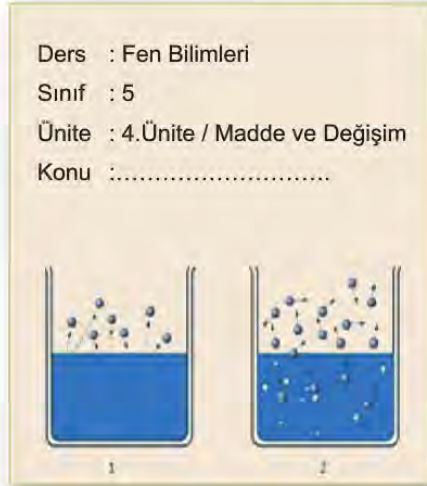 Ders : Fen Bilimleri
Sınıf : 5
Ünite : 4.Ünite / Madde ve Değişim
Konu :............................
1 2